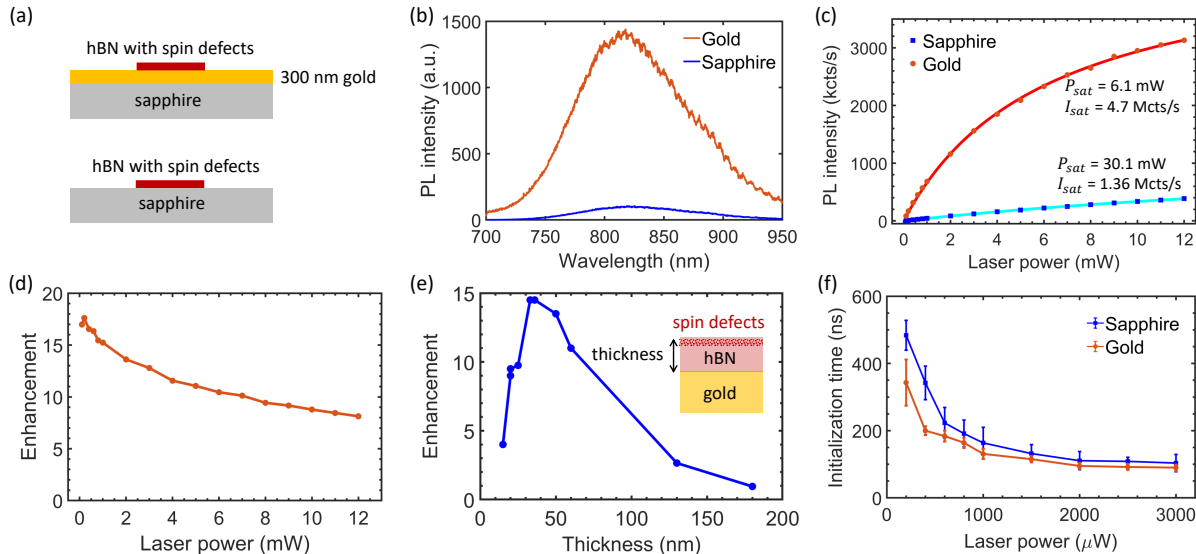 (a)
hBN with spin defects
300 nm gold
sapphire
hBN with spin defects
sapphire
(b)
1500
1000
500
0
700
750
800
850
900
950
PL intensity (a.u.)
Wavelength (nm)
Gold
Sapphire
(c)
3000
2000
1000
0
0
2
4
6
8
10
12
PL intensity (kcts/s)
Laser power (mW)
Sapphire
Gold
P_sat = 6.1 mW
I_sat = 4.7 Mcts/s
P_sat = 30.1 mW
I_sat = 1.36 Mcts/s
(d)
20
15
10
5
0
0
2
4
6
8
10
12
Enhancement
Laser power (mW)
(e)
15
10
5
0
0
50
100
150
200
Enhancement
Thickness (nm)
spin defects
thickness
hBN
gold
(f)
600
400
200
0
0
1000
2000
3000
Initialization time (ns)
Laser power (μW)
Sapphire
Gold